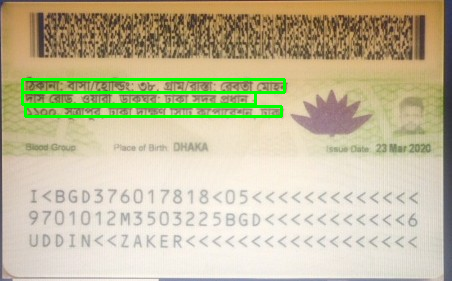 ঠিকানা: বাসা/হোল্ডিং: ৩৮, গ্রাম/রাস্তা: রেবতী মোহন
দাস রোড, ওয়ারী, ডাকঘর: ঢাকা সদর প্রধান -
১১০০, সূত্রাপুর, ঢাকা দক্ষিণ সিটি কর্পোরেশন, ঢাকা
Blood Group: Place of Birth: DHAKA Issue Date: 23 Mar 2020
I<BGD376017818<05<<<<<<<<<<<<<
9701012M3503225BGD<<<<<<<<<<<6
UDDIN<<ZAKER<<<<<<<<<<<<<<<<<<